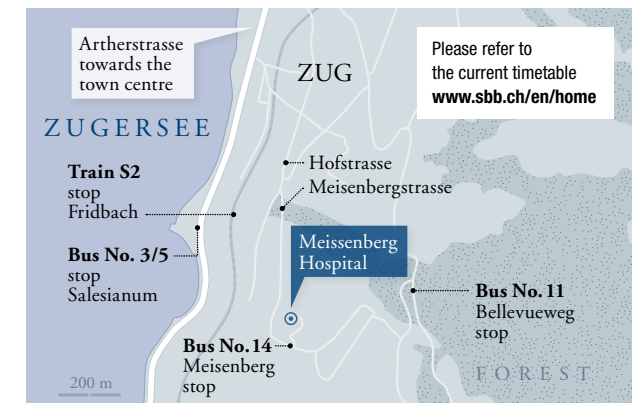 Artherstrasse
towards the
town centre
ZUG
Please refer to
the current timetable
www.sbb.ch/en/home
ZUGERSEE
Train S2
stop
Fridbach
Hofstrasse
Meisenbergstrasse
Bus No. 3/5
stop
Salesianum
Meissenberg
Hospital
Bus No. 11
Bellevueweg
stop
Bus No. 14
Meisenberg
stop
FOREST
200 m